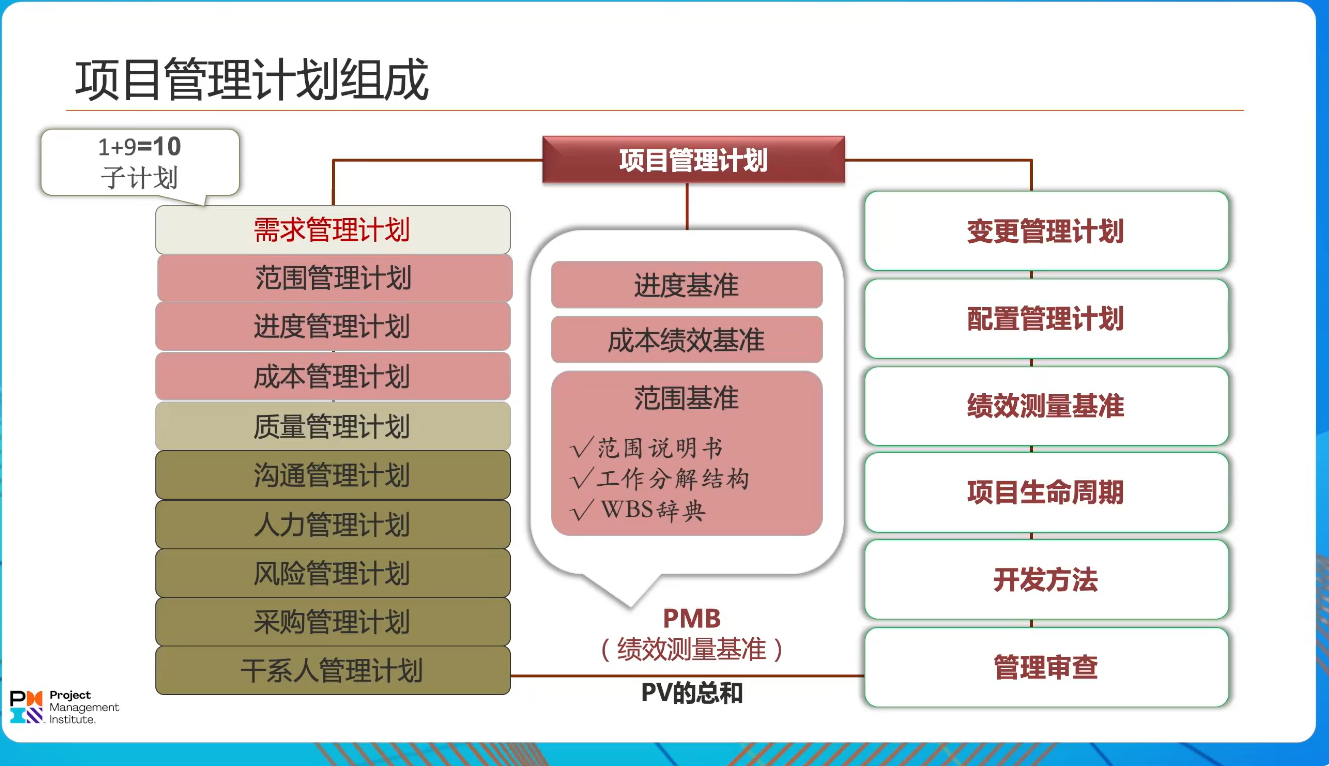 项目管理计划组成
1+9=10
子计划
项目管理计划
需求管理计划
范围管理计划
进度管理计划
成本管理计划
质量管理计划
沟通管理计划
人力管理计划
风险管理计划
采购管理计划
干系人管理计划
进度基准
成本绩效基准
范围基准
√范围说明书
√工作分解结构
√ WBS辞典
PMB
（绩效测量基准）
PV的总和
变更管理计划
配置管理计划
绩效测量基准
项目生命周期
开发方法
管理审查
Project
Management
Institute.